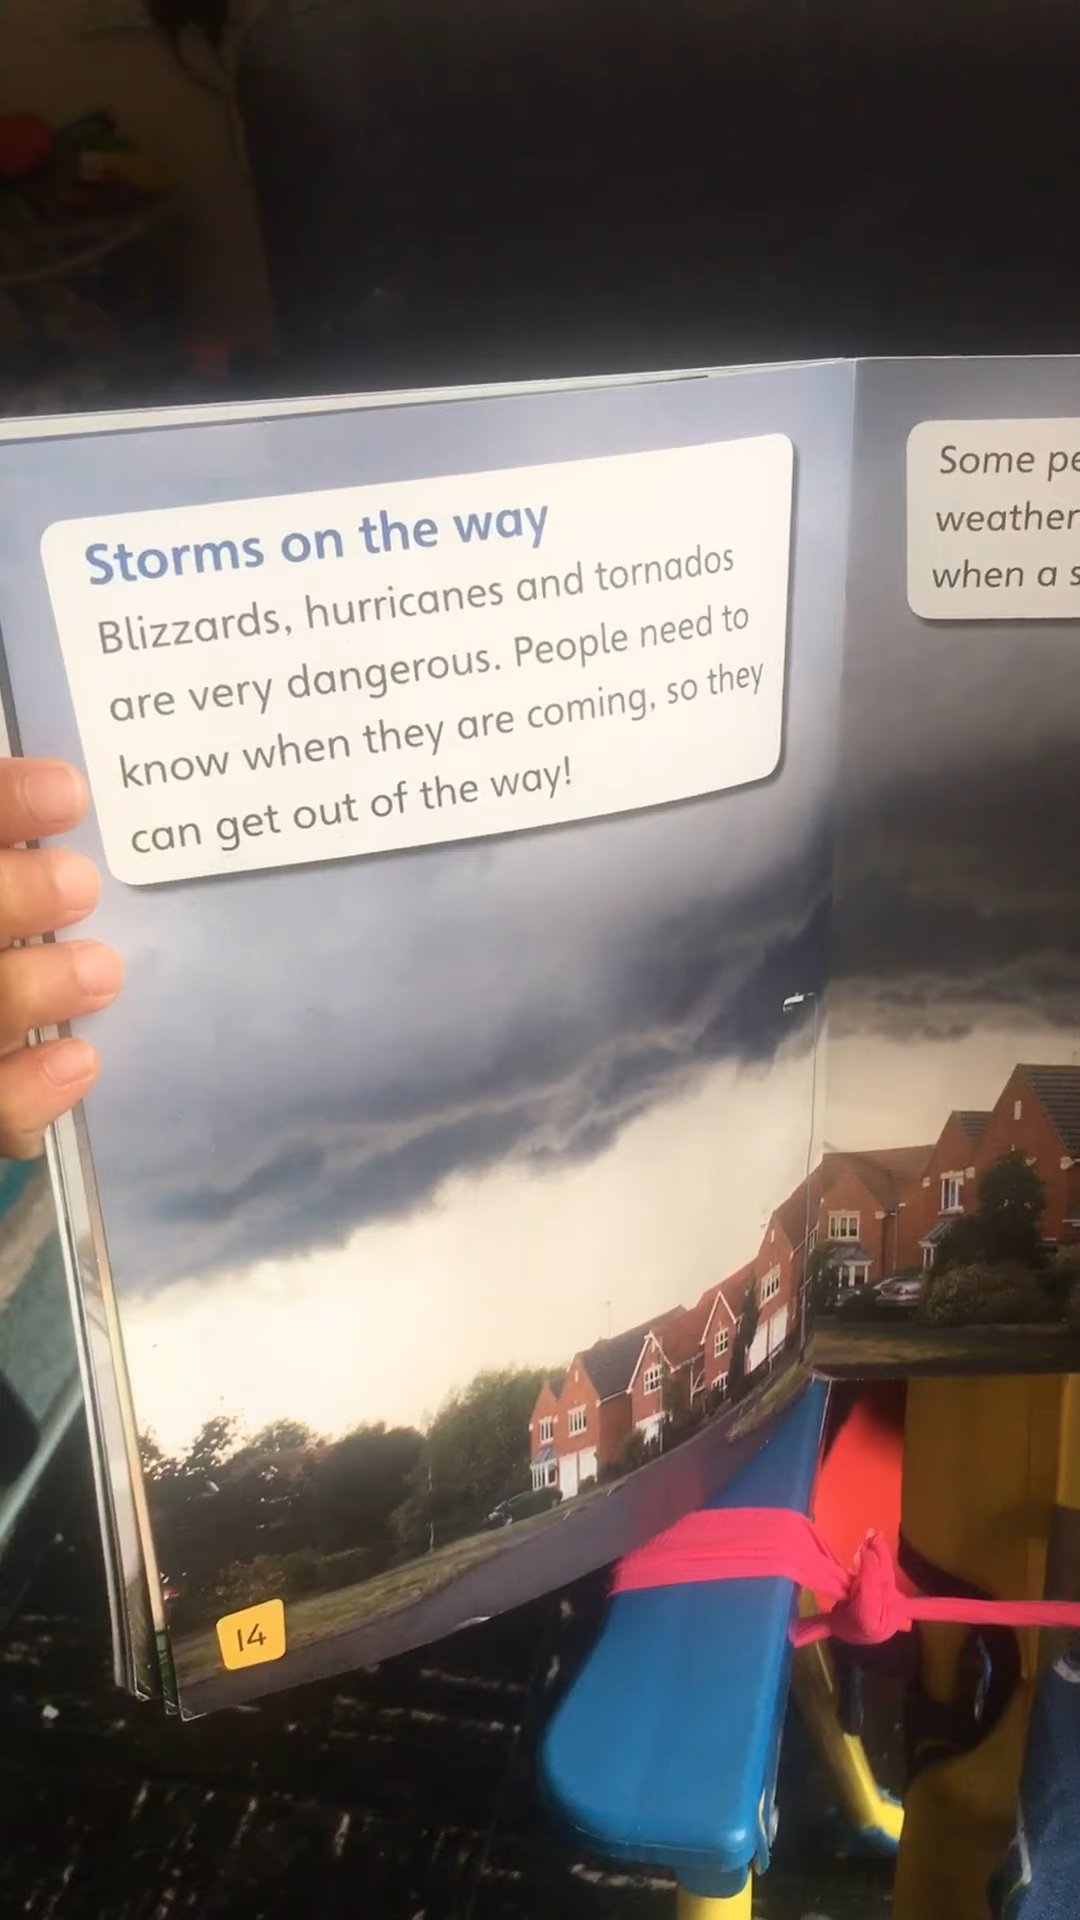 Storms on the way
Blizzards, hurricanes and tornados
are very dangerous. People need to
know when they are coming, so they
can get out of the way!
14
Some
weather
when a